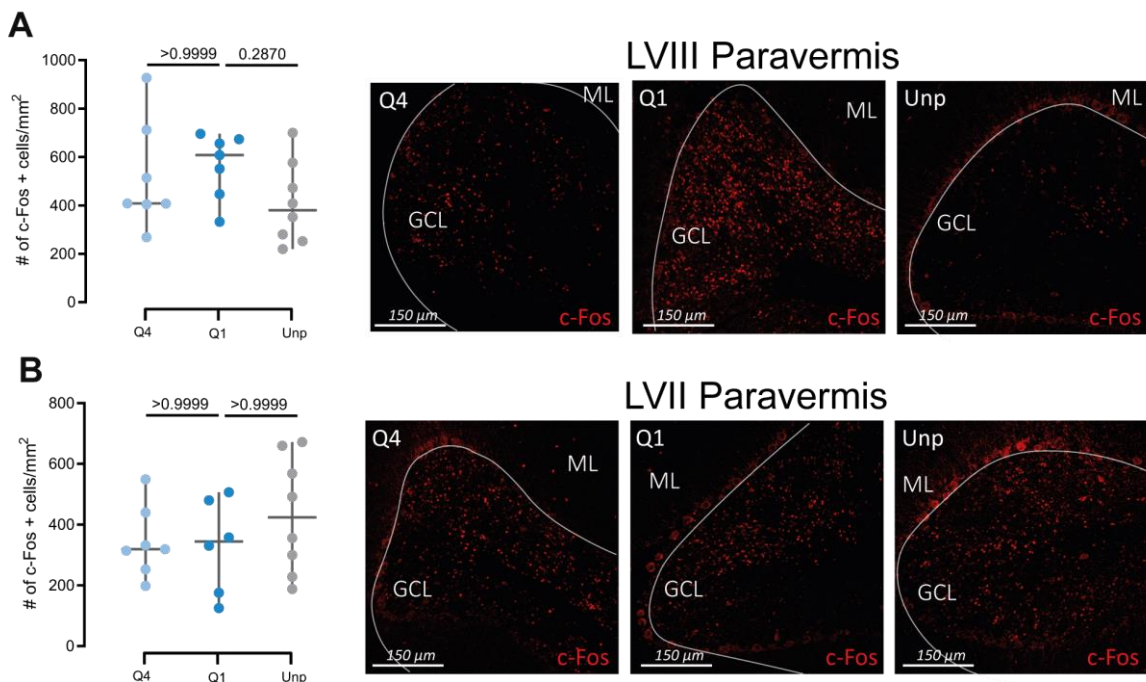 A
# of c-Fos + cells/mm²
1000
800
600
400
200
0
>0.9999
0.2870
Q4
Q1
Unp
LVIII Paravermis
Q4
ML
GCL
150 µm
c-Fos
Q1
ML
GCL
150 µm
c-Fos
Unp
ML
GCL
150 µm
c-Fos
B
# of c-Fos + cells/mm²
800
600
400
200
0
>0.9999
>0.9999
Q4
Q1
Unp
LVII Paravermis
Q4
ML
GCL
150 µm
c-Fos
Q1
ML
GCL
150 µm
c-Fos
Unp
ML
GCL
150 µm
c-Fos